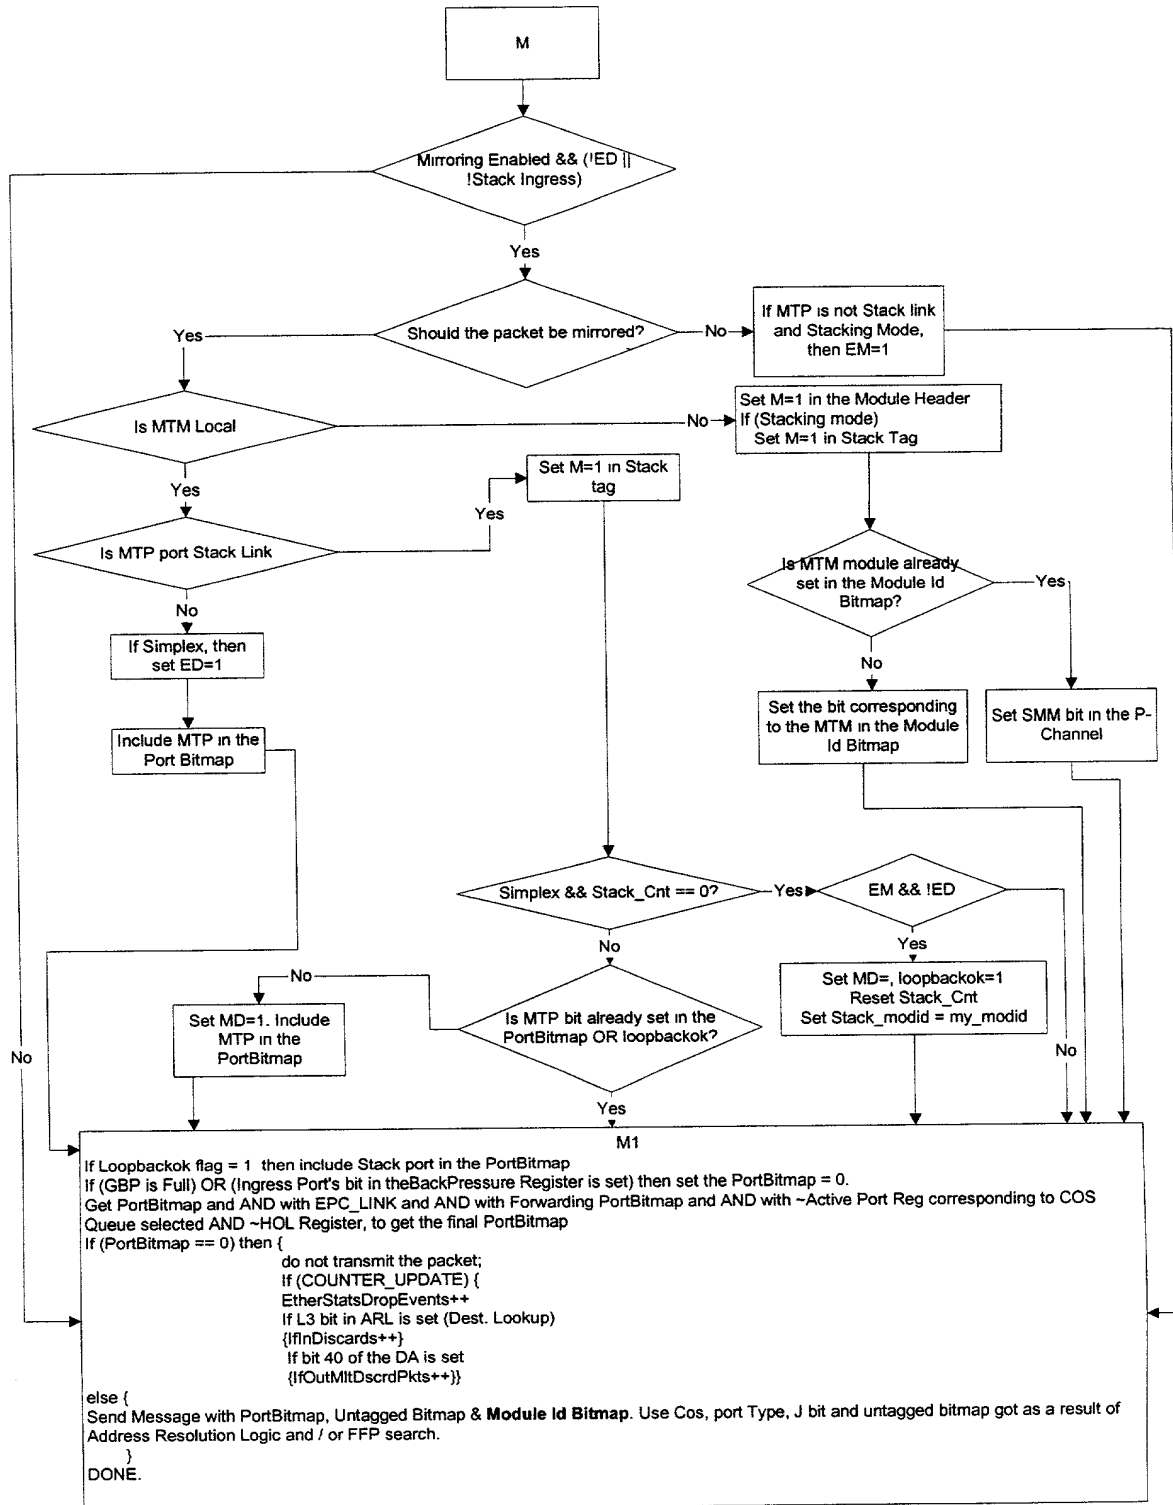 M
Mirroring Enabled && (!ED ||
!Stack Ingress)
Yes
Should the packet be mirrored?
Yes
No
If MTP is not Stack link
and Stacking Mode,
then EM=1
Is MTM Local
No
Set M=1 in the Module Header
If (Stacking mode)
Set M=1 in Stack Tag
Yes
Set M=1 in Stack
tag
Yes
Is MTP port Stack Link
Is MTM module already
set in the Module Id
Bitmap?
Yes
No
If Simplex, then
set ED=1
No
Set the bit corresponding
to the MTM in the Module
Id Bitmap
Set SMM bit in the P-
Channel
Include MTP in the
Port Bitmap
Simplex && Stack_Cnt == 0?
Yes
EM && !ED
No
Yes
No
Set MD=1. Include
MTP in the
PortBitmap
Is MTP bit already set in the
PortBitmap OR loopbackok?
Set MD=, loopbackok=1
Reset Stack_Cnt
Set Stack_modid = my_modid
No
No
Yes
M1
If Loopbackok flag = 1 then include Stack port in the PortBitmap
If (GBP is Full) OR (Ingress Port's bit in theBackPressure Register is set) then set the PortBitmap = 0.
Get PortBitmap and AND with EPC_LINK and AND with Forwarding PortBitmap and AND with ~Active Port Reg corresponding to COS
Queue selected AND ~HOL Register, to get the final PortBitmap
If (PortBitmap == 0) then {
do not transmit the packet;
If (COUNTER_UPDATE) {
EtherStatsDropEvents++
If L3 bit in ARL is set (Dest. Lookup)
{IfInDiscards++}
If bit 40 of the DA is set
{IfOutMltDscrdPkts++}}
else {
Send Message with PortBitmap, Untagged Bitmap & Module Id Bitmap. Use Cos, port Type, J bit and untagged bitmap got as a result of
Address Resolution Logic and / or FFP search.
}
DONE.